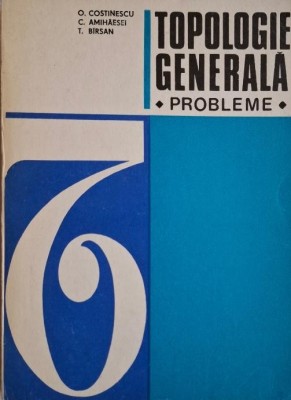 O. COSTINESCU
C. AMIHĂESEI
T. BÎRSAN
TOPOLOGIE
GENERALĂ
• PROBLEME •